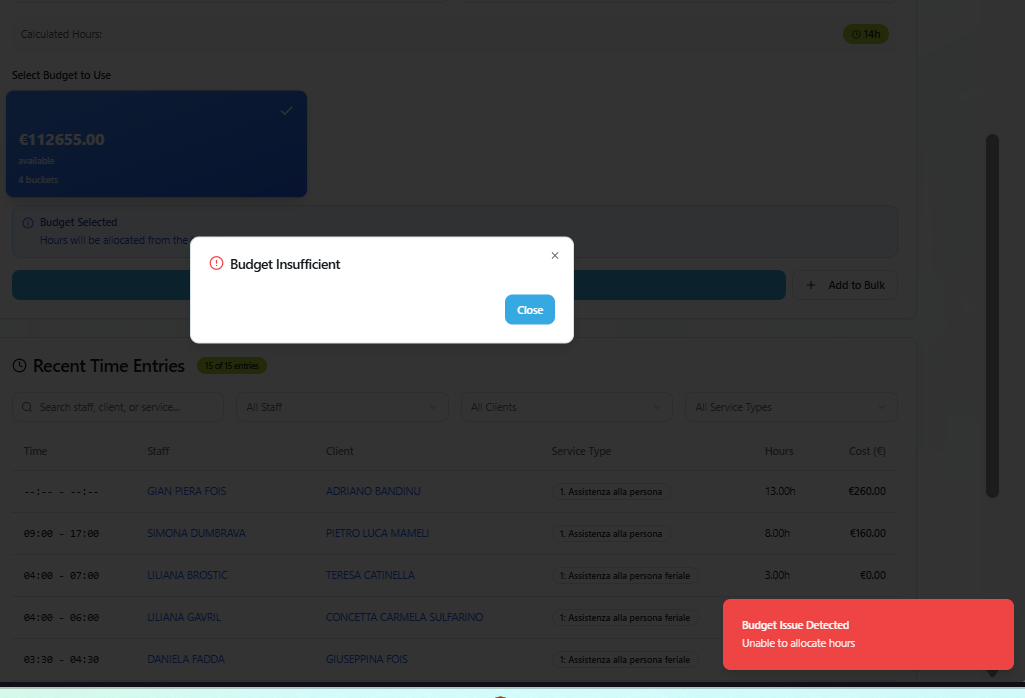 Calculated Hours:
14h
Select Budget to Use
€112655.00
available
4 buckets
Budget Selected
Hours will be allocated from the
Budget Insufficient
Close
Add to Bulk
Recent Time Entries
15 of 15 entries
Search staff, client, or service...
All Staff
All Clients
All Service Types
Time Staff Client Service Type Hours Cost (€)
--:-- - --:-- GIAN PIERA FOIS ADRIANO BANDINU 1. Assistenza alla persona 13.00h €260.00
09:00 - 17:00 SIMONA DUMBRAVA PIETRO LUCA MAMELI 1. Assistenza alla persona 8.00h €160.00
04:00 - 07:00 LILIANA BROSTIC TERESA CATINELLA 1: Assistenza alla persona feriale 3.00h €0.00
04:00 - 06:00 LILIANA GAVRIL CONCETTA CARMELA SULFARINO 1: Assistenza alla persona feriale
03:30 - 04:30 DANIELA FADDA GIUSEPPINA FOIS 1: Assistenza alla persona feriale
Budget Issue Detected
Unable to allocate hours